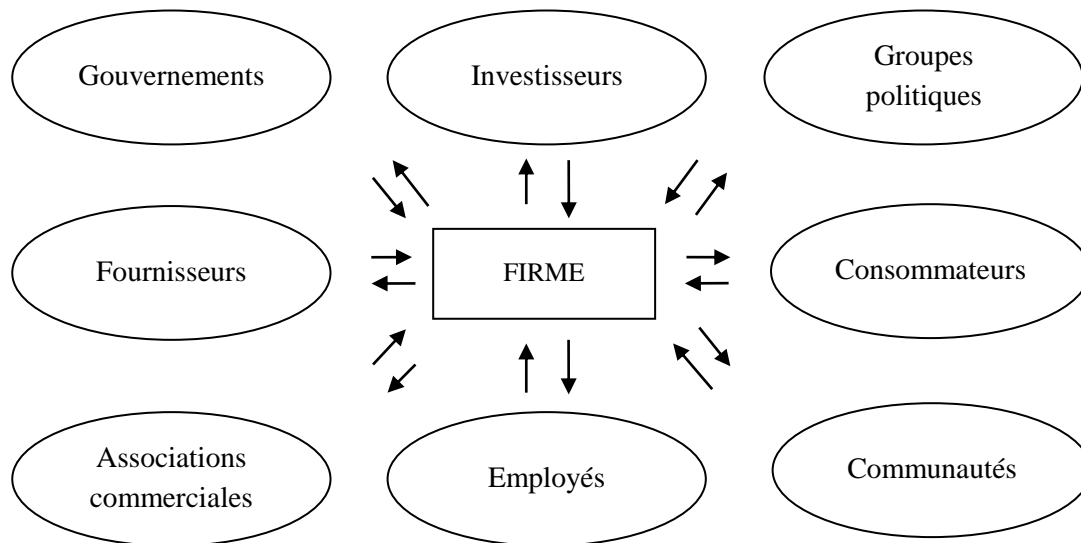 Gouvernements
Investisseurs
Groupes
politiques
Fournisseurs
FIRME
Consommateurs
Associations
commerciales
Employés
Communautés